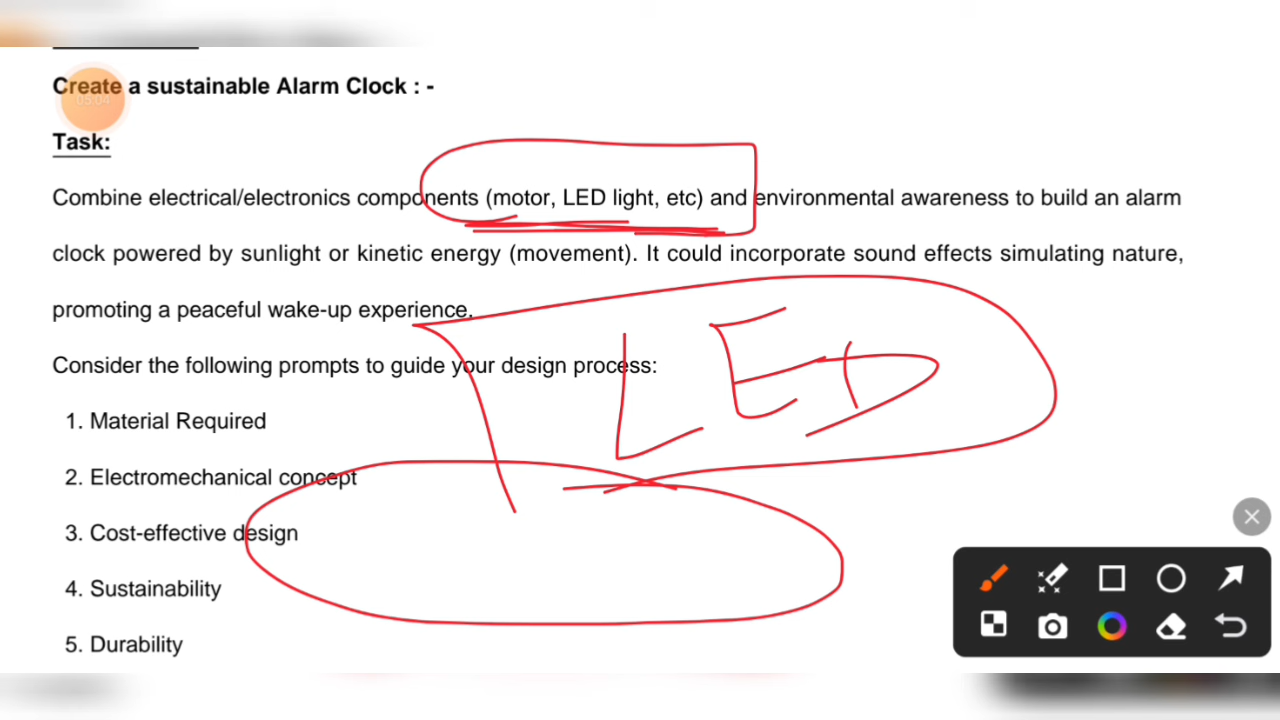 Create a sustainable Alarm Clock : -
05:04
Task:
Combine electrical/electronics components (motor, LED light, etc) and environmental awareness to build an alarm
clock powered by sunlight or kinetic energy (movement). It could incorporate sound effects simulating nature,
promoting a peaceful wake-up experience.
LED
Consider the following prompts to guide your design process:
1. Material Required
2. Electromechanical concept
3. Cost-effective design
4. Sustainability
5. Durability